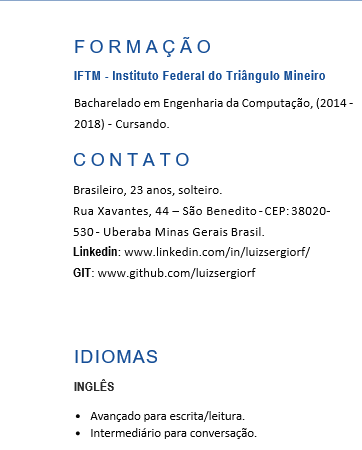 FORMAÇÃO
IFTM - Instituto Federal do Triângulo Mineiro
Bacharelado em Engenharia da Computação, (2014 -
2018) - Cursando.
CONTATO
Brasileiro, 23 anos, solteiro.
Rua Xavantes, 44 – São Benedito - CEP: 38020-
530 - Uberaba Minas Gerais Brasil.
Linkedin: www.linkedin.com/in/luizsergiorf/
GIT: www.github.com/luizsergiorf
IDIOMAS
INGLÊS
• Avançado para escrita/leitura.
• Intermediário para conversação.